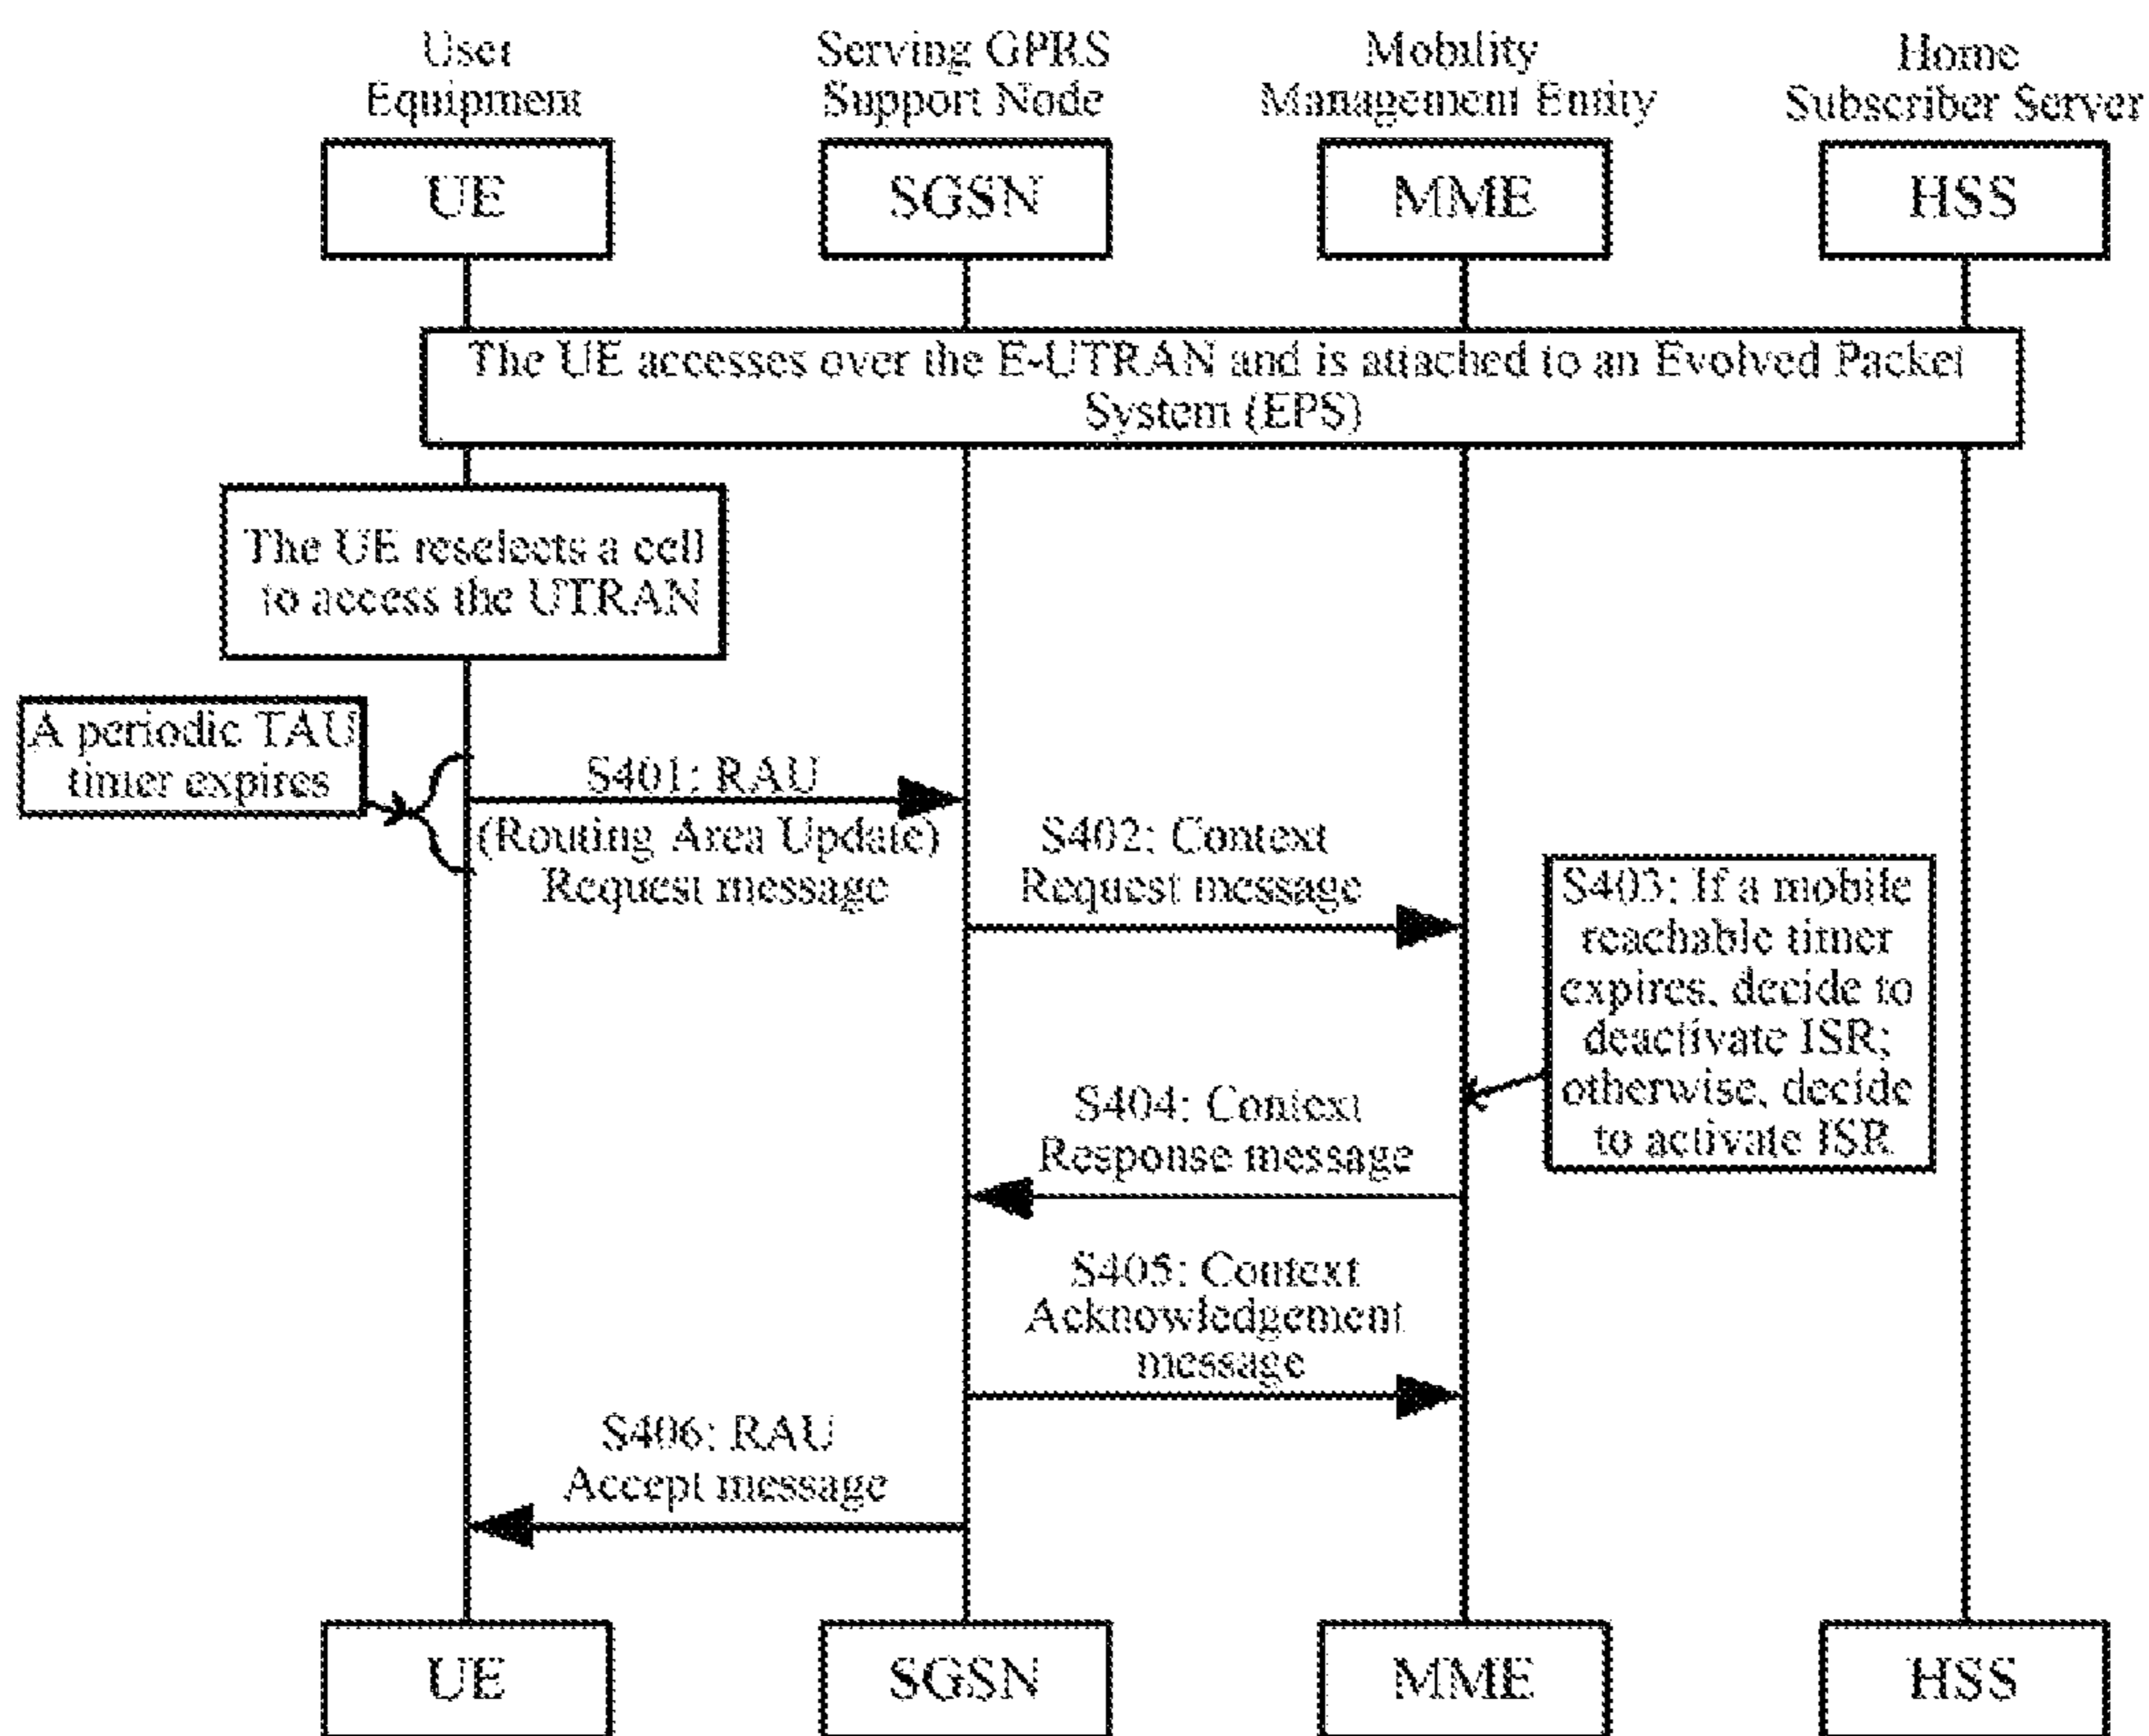 User
Equipment
Serving GPRS
Support Node
Mobility
Management Entity
Home
Subscriber Server
UE
SGSN
MME
HSS
The UE accesses over the E-UTRAN and is attached to an Evolved Packet
System (EPS)
The UE reselects a cell
to access the UTRAN
A periodic TAU
timer expires
S401: RAU
(Routing Area Update)
Request message
S402: Context
Request message
S403: If a mobile
reachable timer
expires, decide to
deactivate ISR;
otherwise, decide
to activate ISR
S404: Context
Response message
S405: Context
Acknowledgement
message
S406: RAU
Accept message
UE
SGSN
MME
HSS